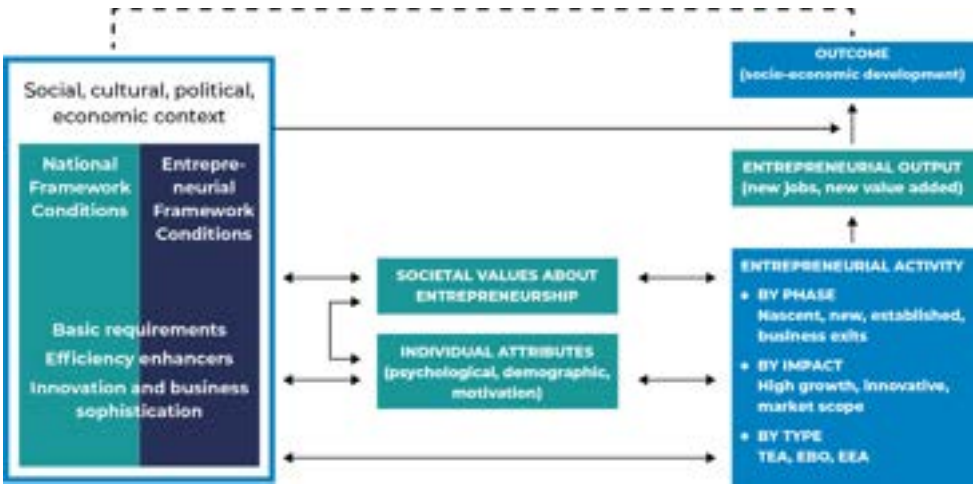 Social, cultural, political,
economic context
National
Framework
Conditions
Entrepre-
neurial
Framework
Conditions
Basic requirements
Efficiency enhancers
Innovation and business
sophistication
SOCIETAL VALUES ABOUT
ENTREPRENEURSHIP
INDIVIDUAL ATTRIBUTES
(psychological, demographic,
motivation)
OUTCOME
(socio-economic development)
ENTREPRENEURIAL OUTPUT
(new jobs, new value added)
ENTREPRENEURIAL ACTIVITY
• BY PHASE
Nascent, new, established,
business exits
• BY IMPACT
High growth, innovative,
market scope
• BY TYPE
TEA, EBO, EEA